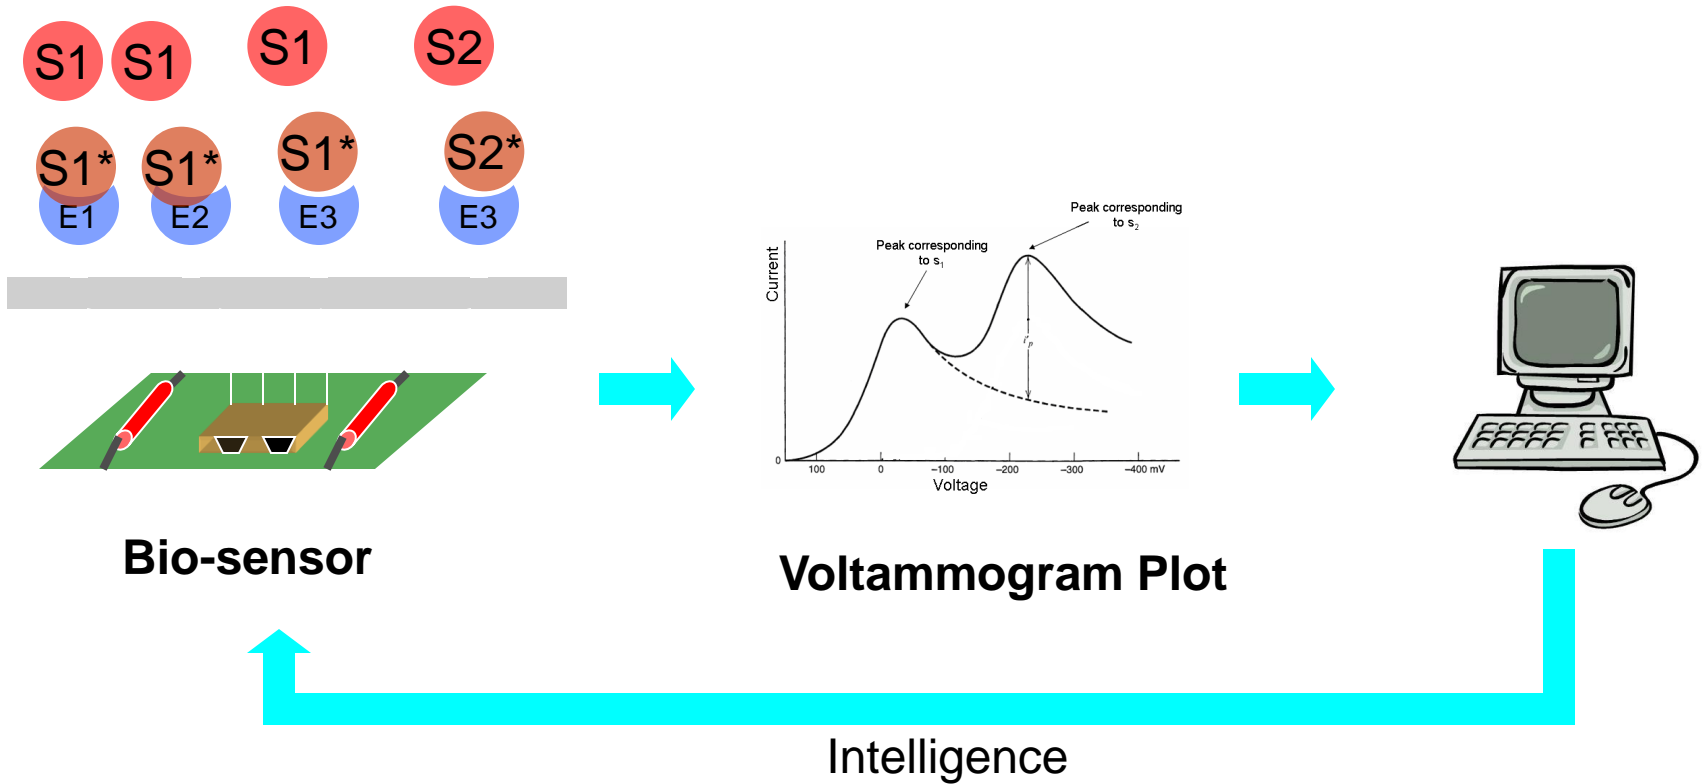 S1 S1 S1 S2
S1* S1* S1* S2*
E1 E2 E3 E3
Peak corresponding
to s2
Peak corresponding
to s1
Current
i'p
0
100 0 −100 −200 −300 −400 mV
Voltage
Bio-sensor
Voltammogram Plot
Intelligence